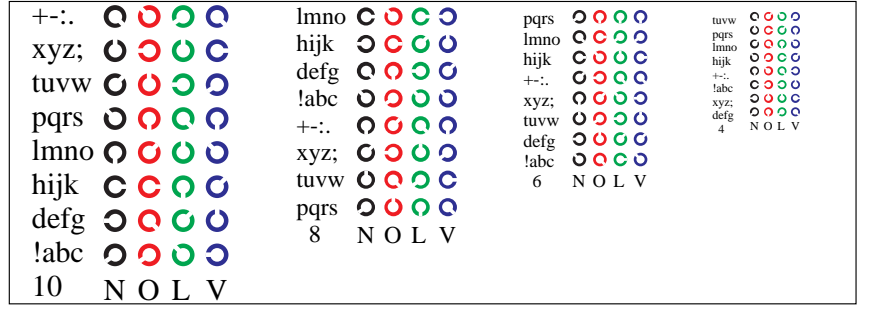 +-:.
xyz;
tuvw
pqrs
lmno
hijk
defg
!abc
10 N O L V
lmno
hijk
defg
!abc
+-:.
xyz;
tuvw
pqrs
8 N O L V
pqrs
lmno
hijk
+-:.
xyz;
tuvw
defg
!abc
6 N O L V
tuvw
pqrs
lmno
hijk
+-:.
!abc
xyz;
defg
4 N O L V